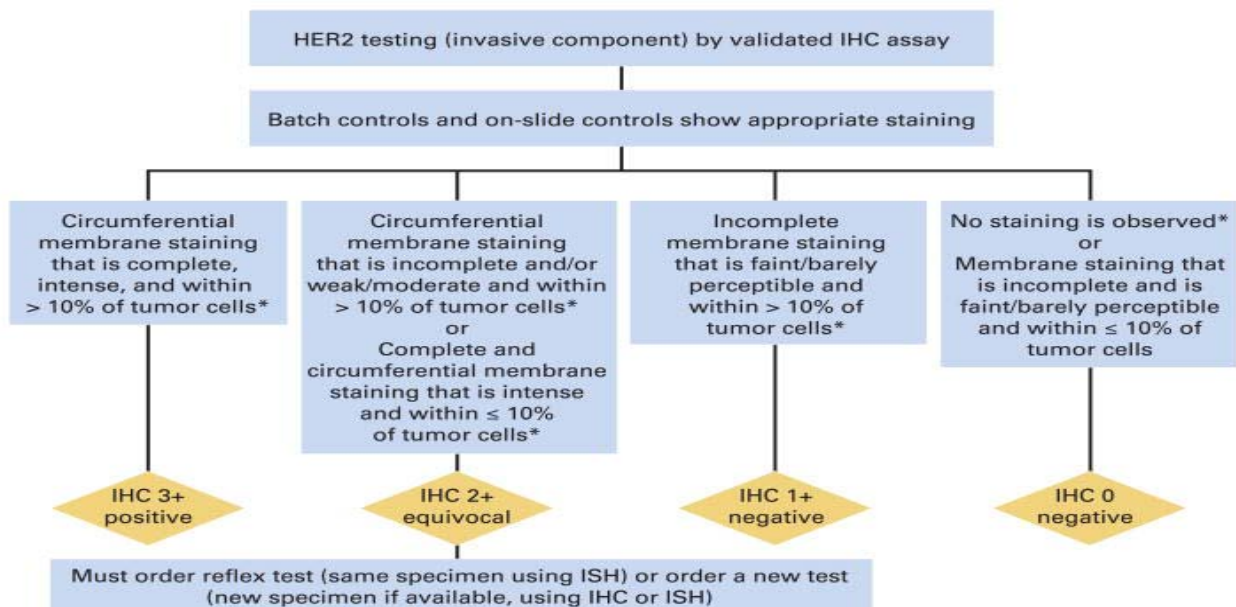 HER2 testing (invasive component) by validated IHC assay
Batch controls and on-slide controls show appropriate staining
Circumferential
membrane staining
that is complete,
intense, and within
> 10% of tumor cells*
Circumferential
membrane staining
that is incomplete and/or
weak/moderate and within
> 10% of tumor cells*
or
Complete and
circumferential membrane
staining that is intense
and within ≤ 10%
of tumor cells*
Incomplete
membrane staining
that is faint/barely
perceptible and
within > 10% of
tumor cells*
No staining is observed*
or
Membrane staining that
is incomplete and is
faint/barely perceptible
and within ≤ 10% of
tumor cells
IHC 3+
positive
IHC 2+
equivocal
IHC 1+
negative
IHC 0
negative
Must order reflex test (same specimen using ISH) or order a new test
(new specimen if available, using IHC or ISH)